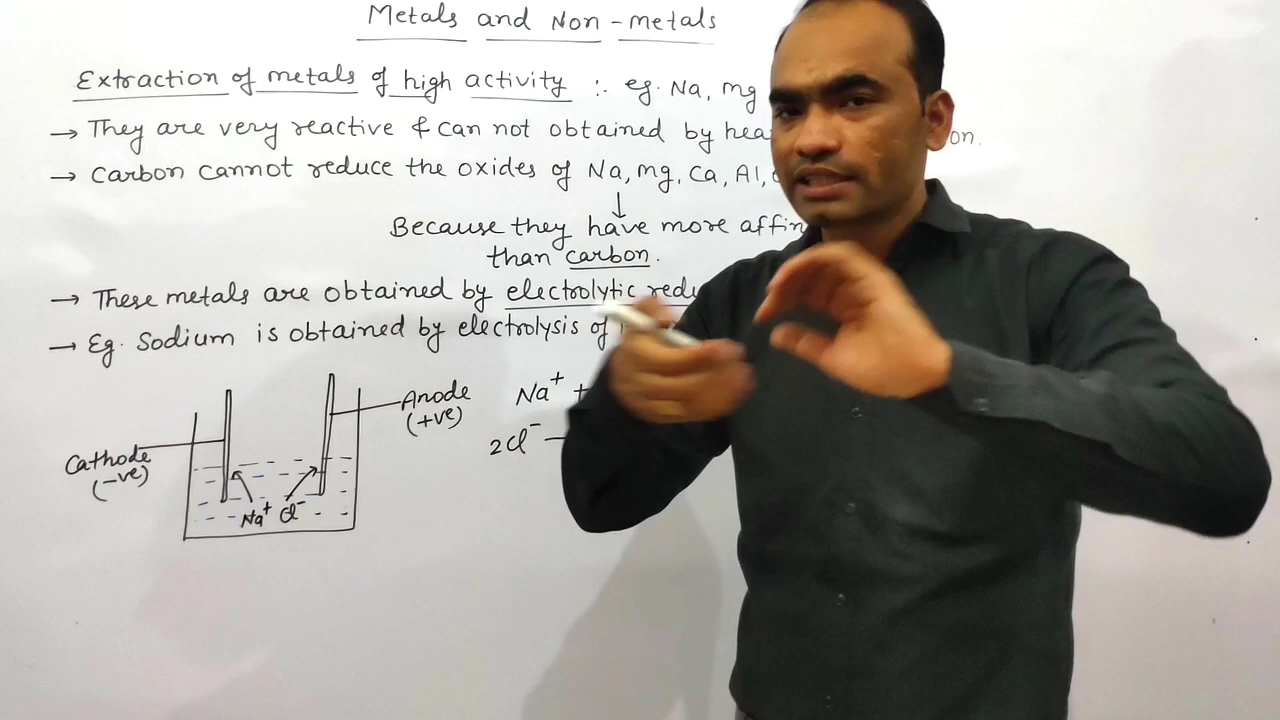 Metals and Non-metals
Extraction of metals of high activity :. eg. Na, mg
→ They are very reactive & can not obtained by hea on.
→ Carbon cannot reduce the oxides of Na, mg, Ca, Al,
↓
Because they have more affin
than carbon.
→ These metals are obtained by electrolytic redu
→ Eg. Sodium is obtained by electrolysis of
Anode
(+ve)
Na⁺ +
2Cl⁻ —
Cathode
(-ve)
Na⁺ Cl⁻